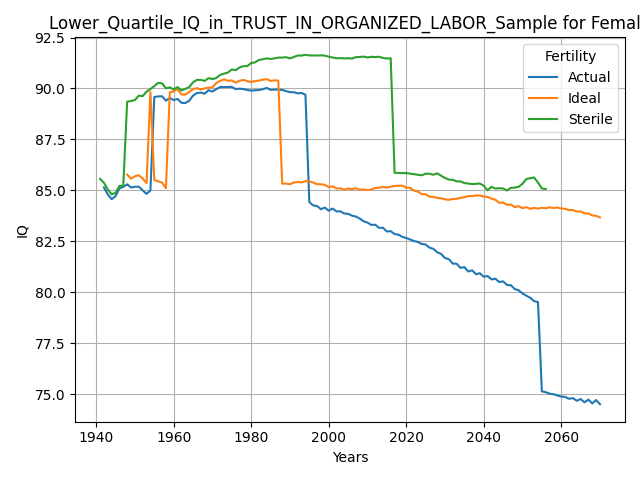 Lower_Quartile_IQ_in_TRUST_IN_ORGANIZED_LABOR_Sample for Femal
92.5
90.0
87.5
85.0
82.5
80.0
77.5
75.0
IQ
Fertility
Actual
Ideal
Sterile
1940 1960 1980 2000 2020 2040 2060
Years